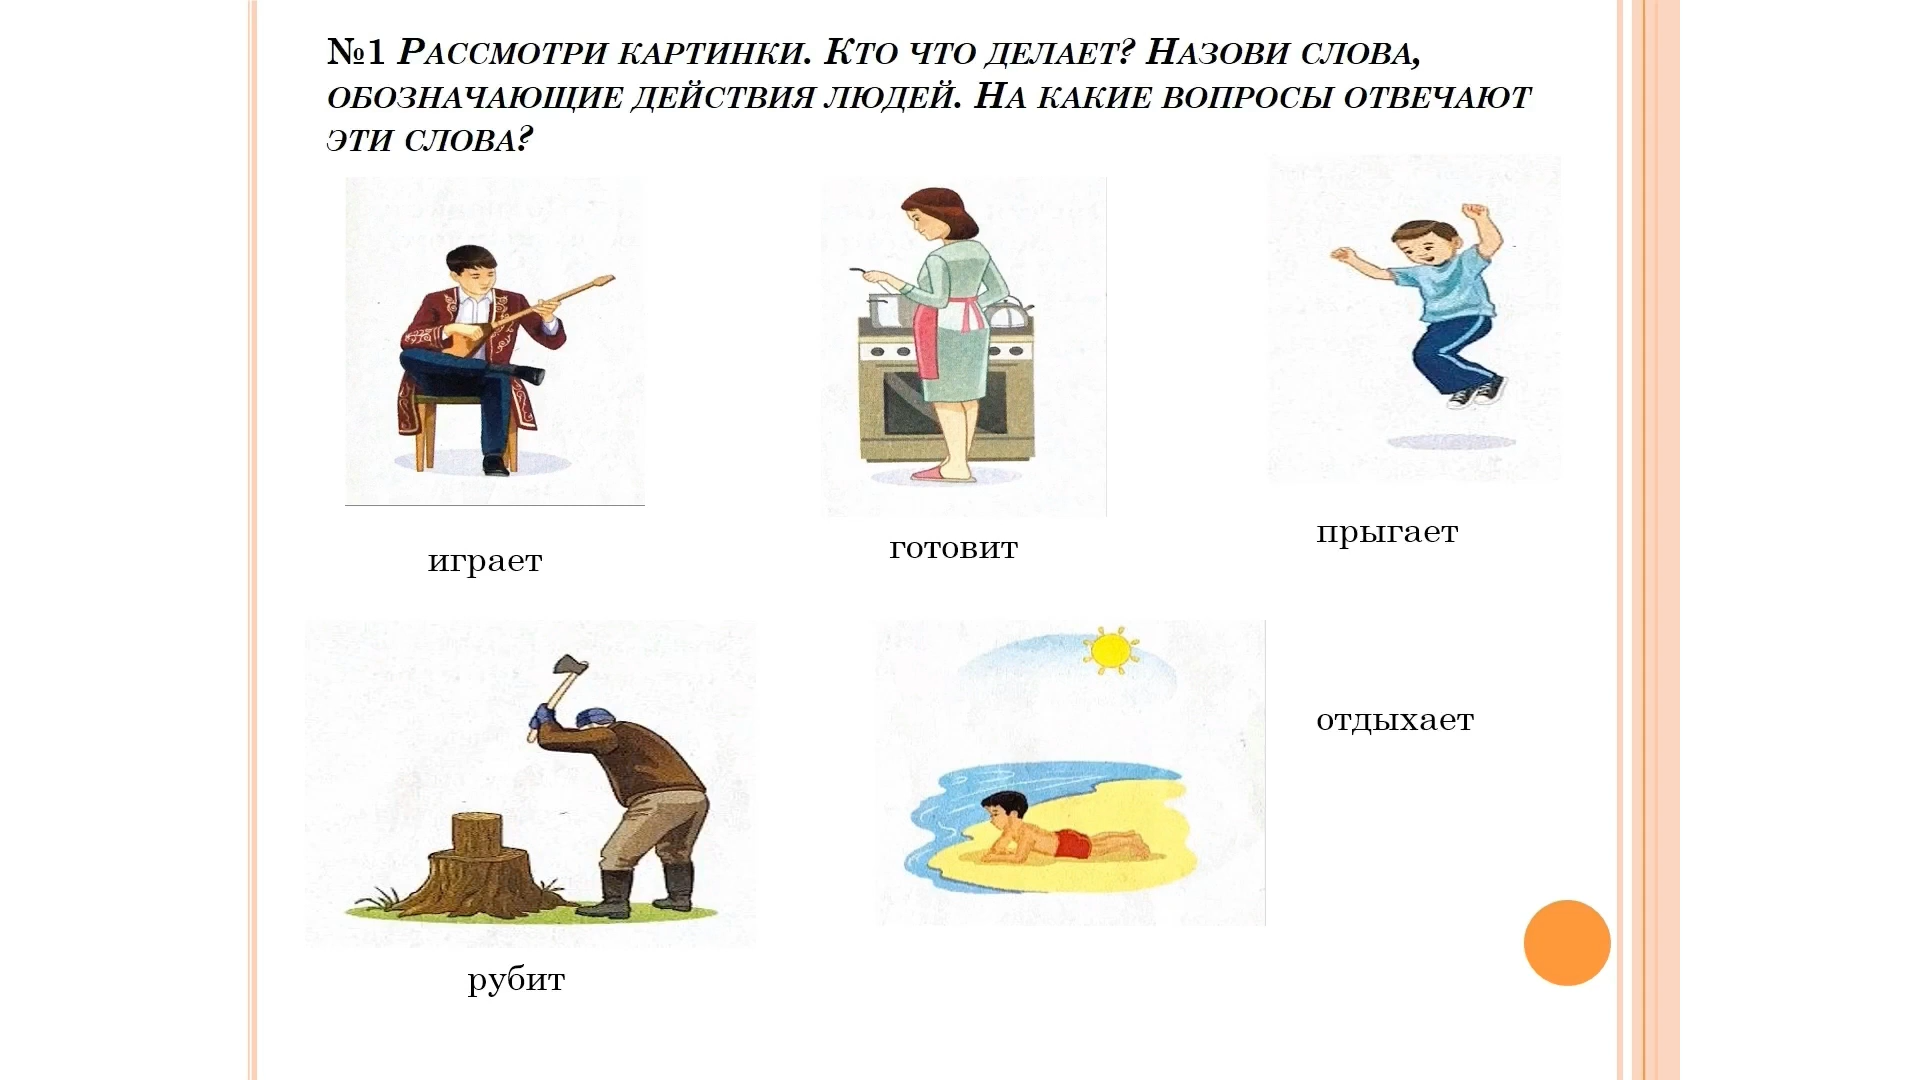 №1 Рассмотри картинки. Кто что делает? Назови слова,
обозначающие действия людей. На какие вопросы отвечают
эти слова?
играет
готовит
прыгает
отдыхает
рубит